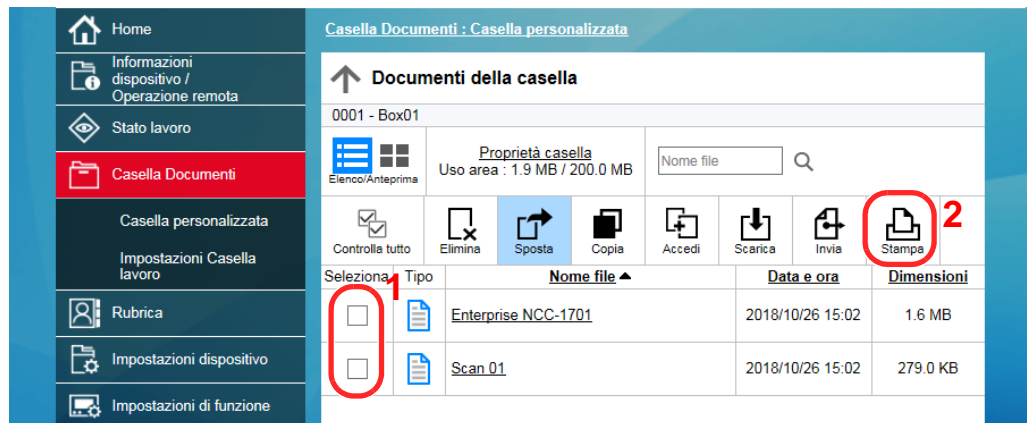 Home
Informazioni
dispositivo /
Operazione remota
Stato lavoro
Casella Documenti
Casella personalizzata
Impostazioni Casella
lavoro
Rubrica
Impostazioni dispositivo
Impostazioni di funzione
Casella Documenti : Casella personalizzata
Documenti della casella
0001 - Box01
Elenco/Anteprima
Proprietà casella
Uso area : 1.9 MB / 200.0 MB
Nome file
Controlla tutto Elimina Sposta Copia Accedi Scarica Invia Stampa 2
Seleziona Tipo Nome file Data e ora Dimensioni
1
Enterprise NCC-1701 2018/10/26 15:02 1.6 MB
Scan 01 2018/10/26 15:02 279.0 KB